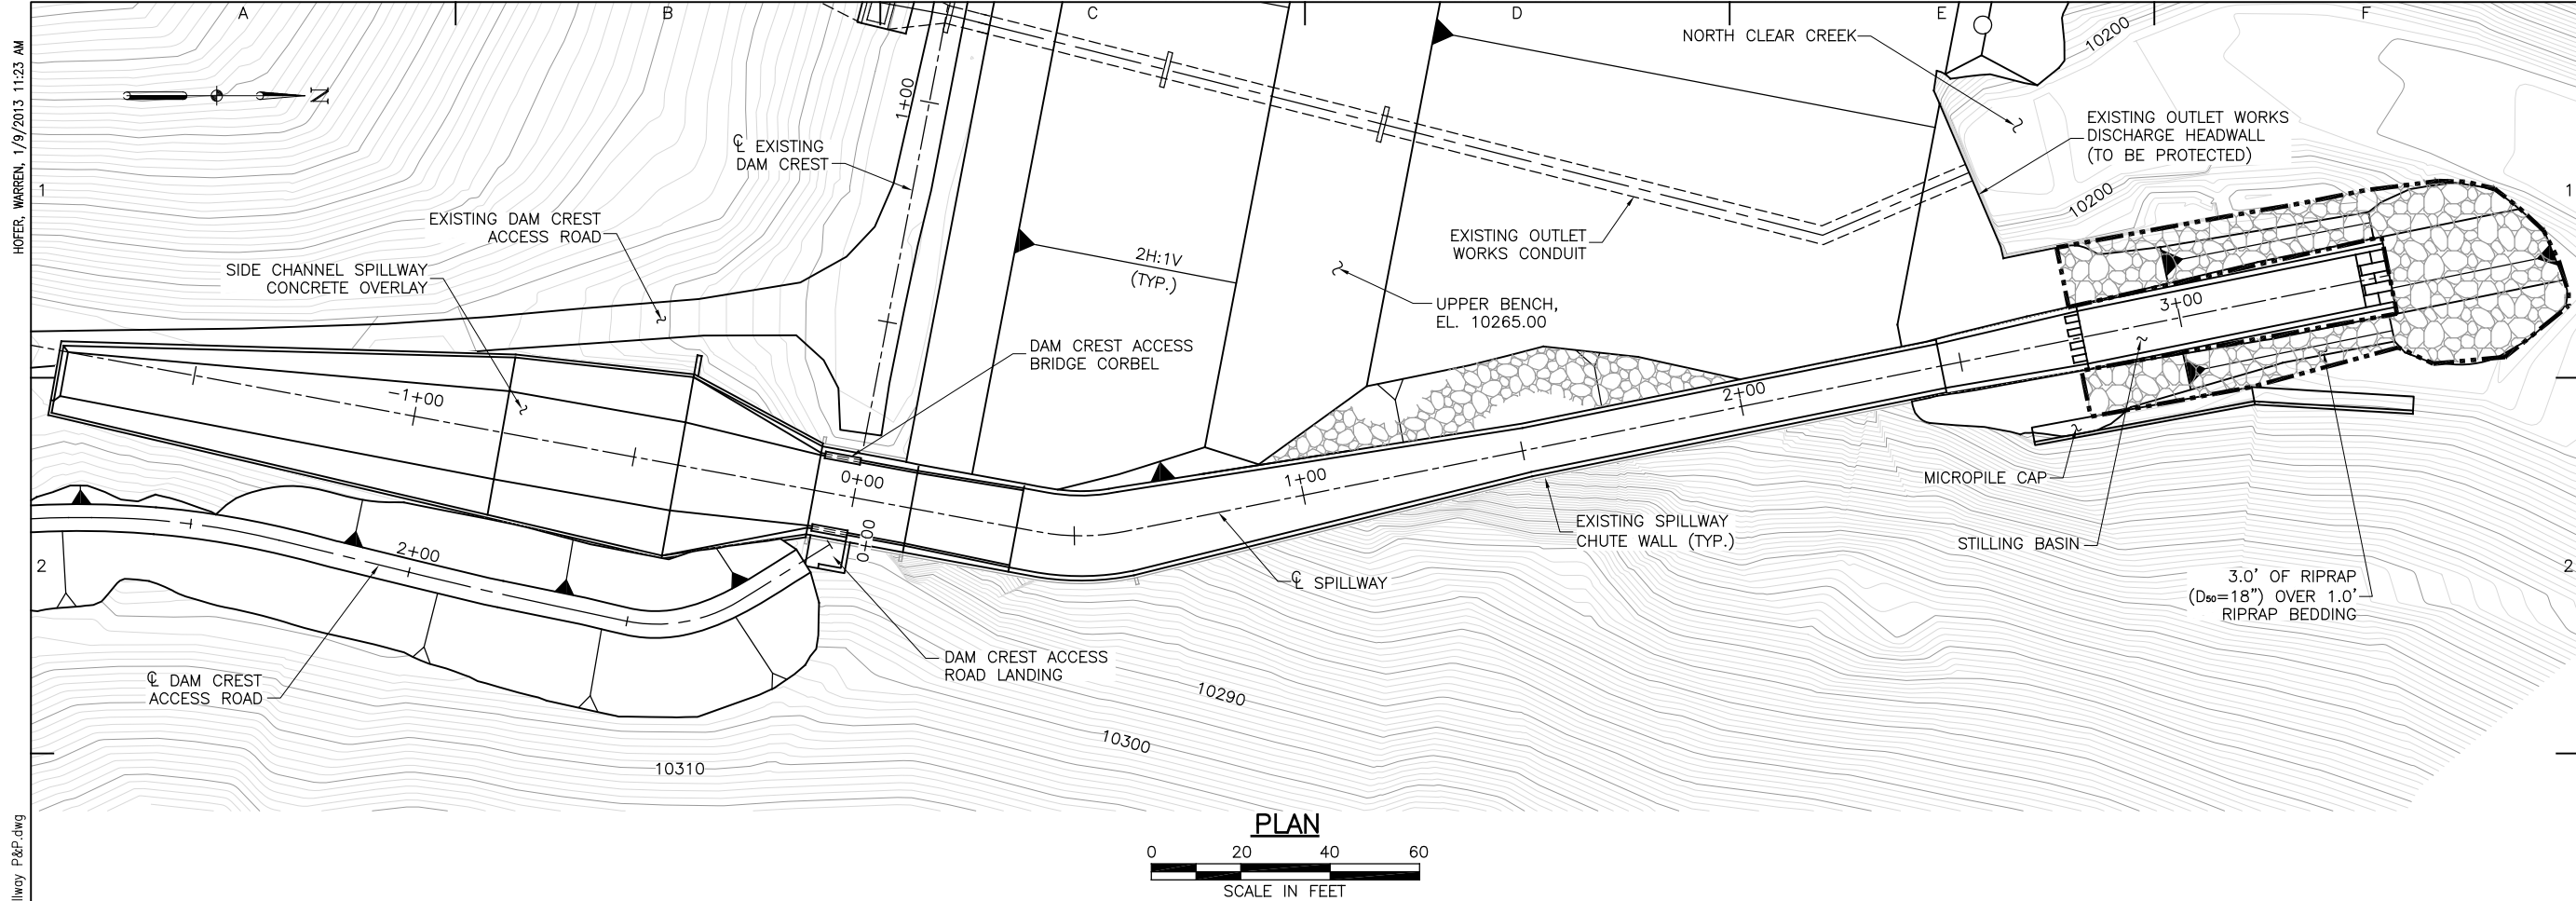 A
B
C
D
E
F
HOFER, WARREN, 1/9/2013 11:23 AM
N
1+00
NORTH CLEAR CREEK
10200
EXISTING OUTLET WORKS
DISCHARGE HEADWALL
(TO BE PROTECTED)
℄ EXISTING
DAM CREST
1
1
10200
EXISTING DAM CREST
ACCESS ROAD
SIDE CHANNEL SPILLWAY
CONCRETE OVERLAY
2H:1V
(TYP.)
EXISTING OUTLET
WORKS CONDUIT
UPPER BENCH,
EL. 10265.00
3+00
DAM CREST ACCESS
BRIDGE CORBEL
-1+00
2+00
0+00
1+00
MICROPILE CAP
0+00
EXISTING SPILLWAY
CHUTE WALL (TYP.)
STILLING BASIN
2
2+00
2
℄ SPILLWAY
3.0' OF RIPRAP
(D50=18") OVER 1.0'
RIPRAP BEDDING
DAM CREST ACCESS
ROAD LANDING
℄ DAM CREST
ACCESS ROAD
10290
10300
10310
PLAN
0 20 40 60
SCALE IN FEET
llway P&P.dwg